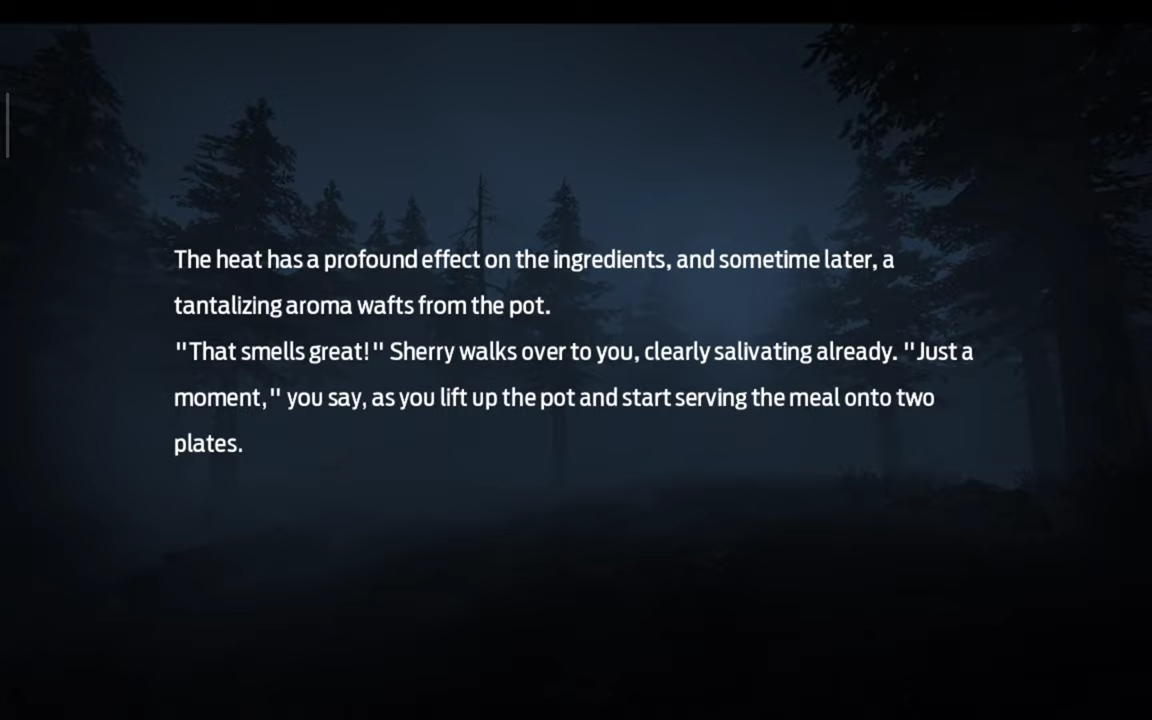 The heat has a profound effect on the ingredients, and sometime later, a
tantalizing aroma wafts from the pot.
"That smells great!" Sherry walks over to you, clearly salivating already. "Just a
moment," you say, as you lift up the pot and start serving the meal onto two
plates.